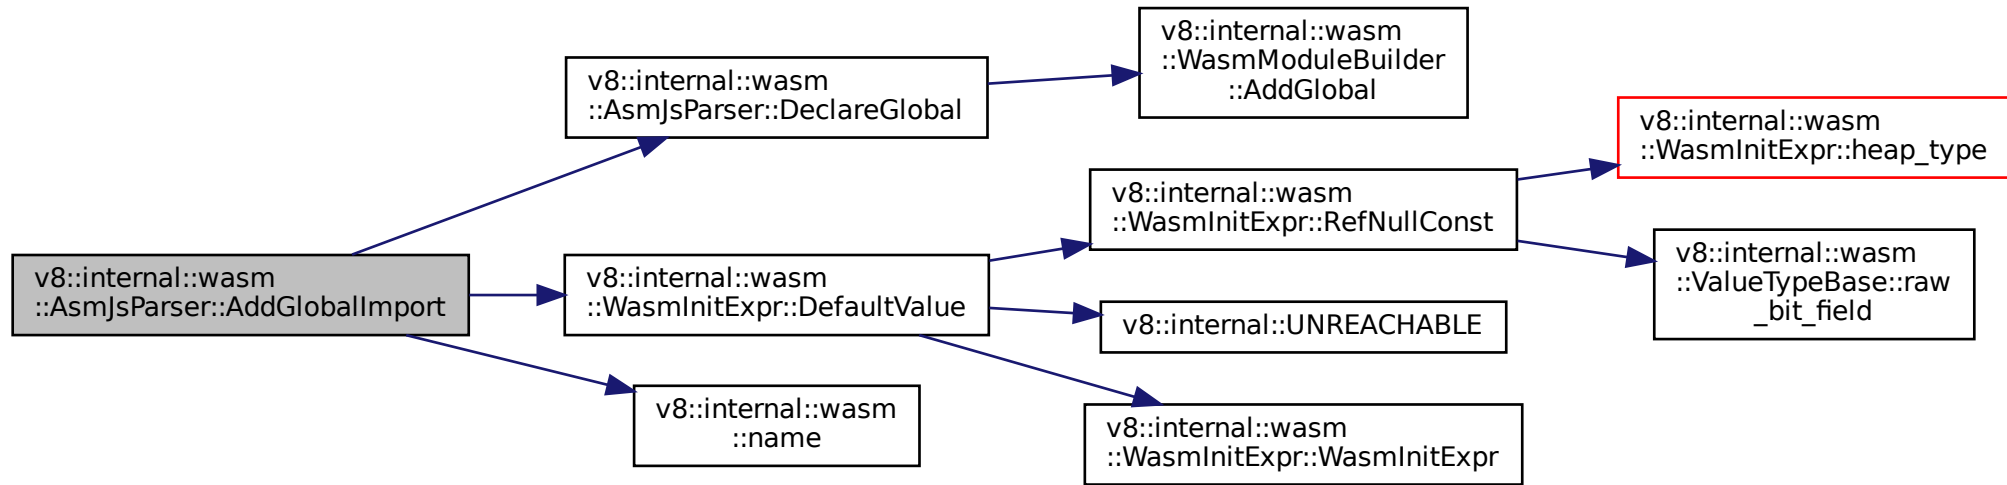 v8::internal::wasm
::AsmJsParser::AddGlobalImport
v8::internal::wasm
::AsmJsParser::DeclareGlobal
v8::internal::wasm
::WasmModuleBuilder
::AddGlobal
v8::internal::wasm
::WasmInitExpr::DefaultValue
v8::internal::wasm
::WasmInitExpr::RefNullConst
v8::internal::wasm
::WasmInitExpr::heap_type
v8::internal::wasm
::ValueTypeBase::raw
_bit_field
v8::internal::UNREACHABLE
v8::internal::wasm
::WasmInitExpr::WasmInitExpr
v8::internal::wasm
::name